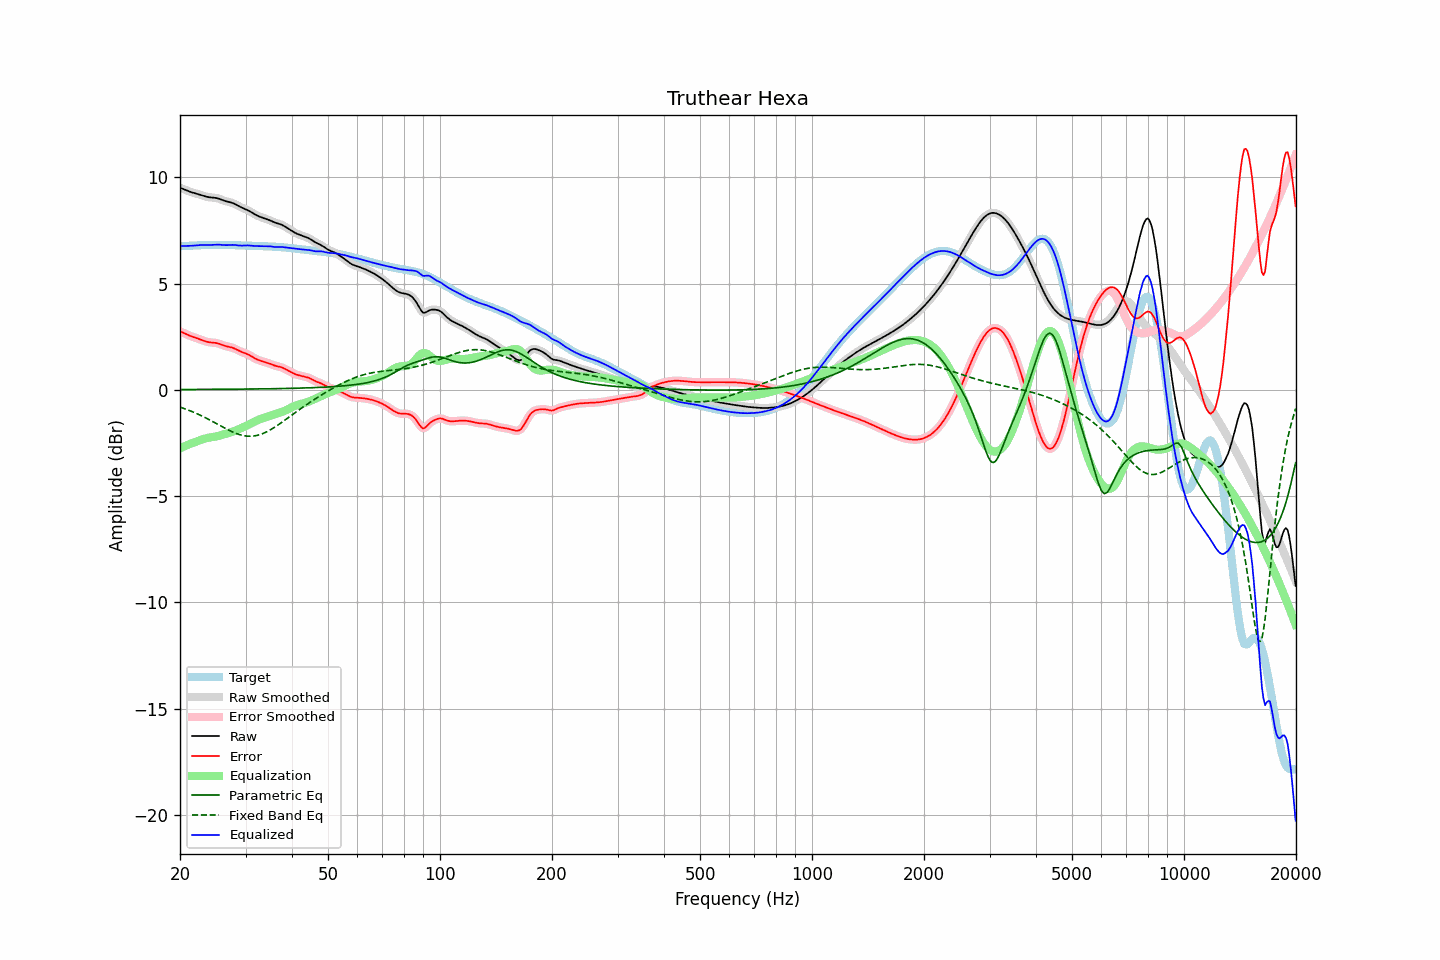 Truthear Hexa
Amplitude (dBr)
10
5
0
−5
−10
−15
−20
Target
Raw Smoothed
Error Smoothed
Raw
Error
Equalization
Parametric Eq
Fixed Band Eq
Equalized
20 50 100 200 500 1000 2000 5000 10000 20000
Frequency (Hz)